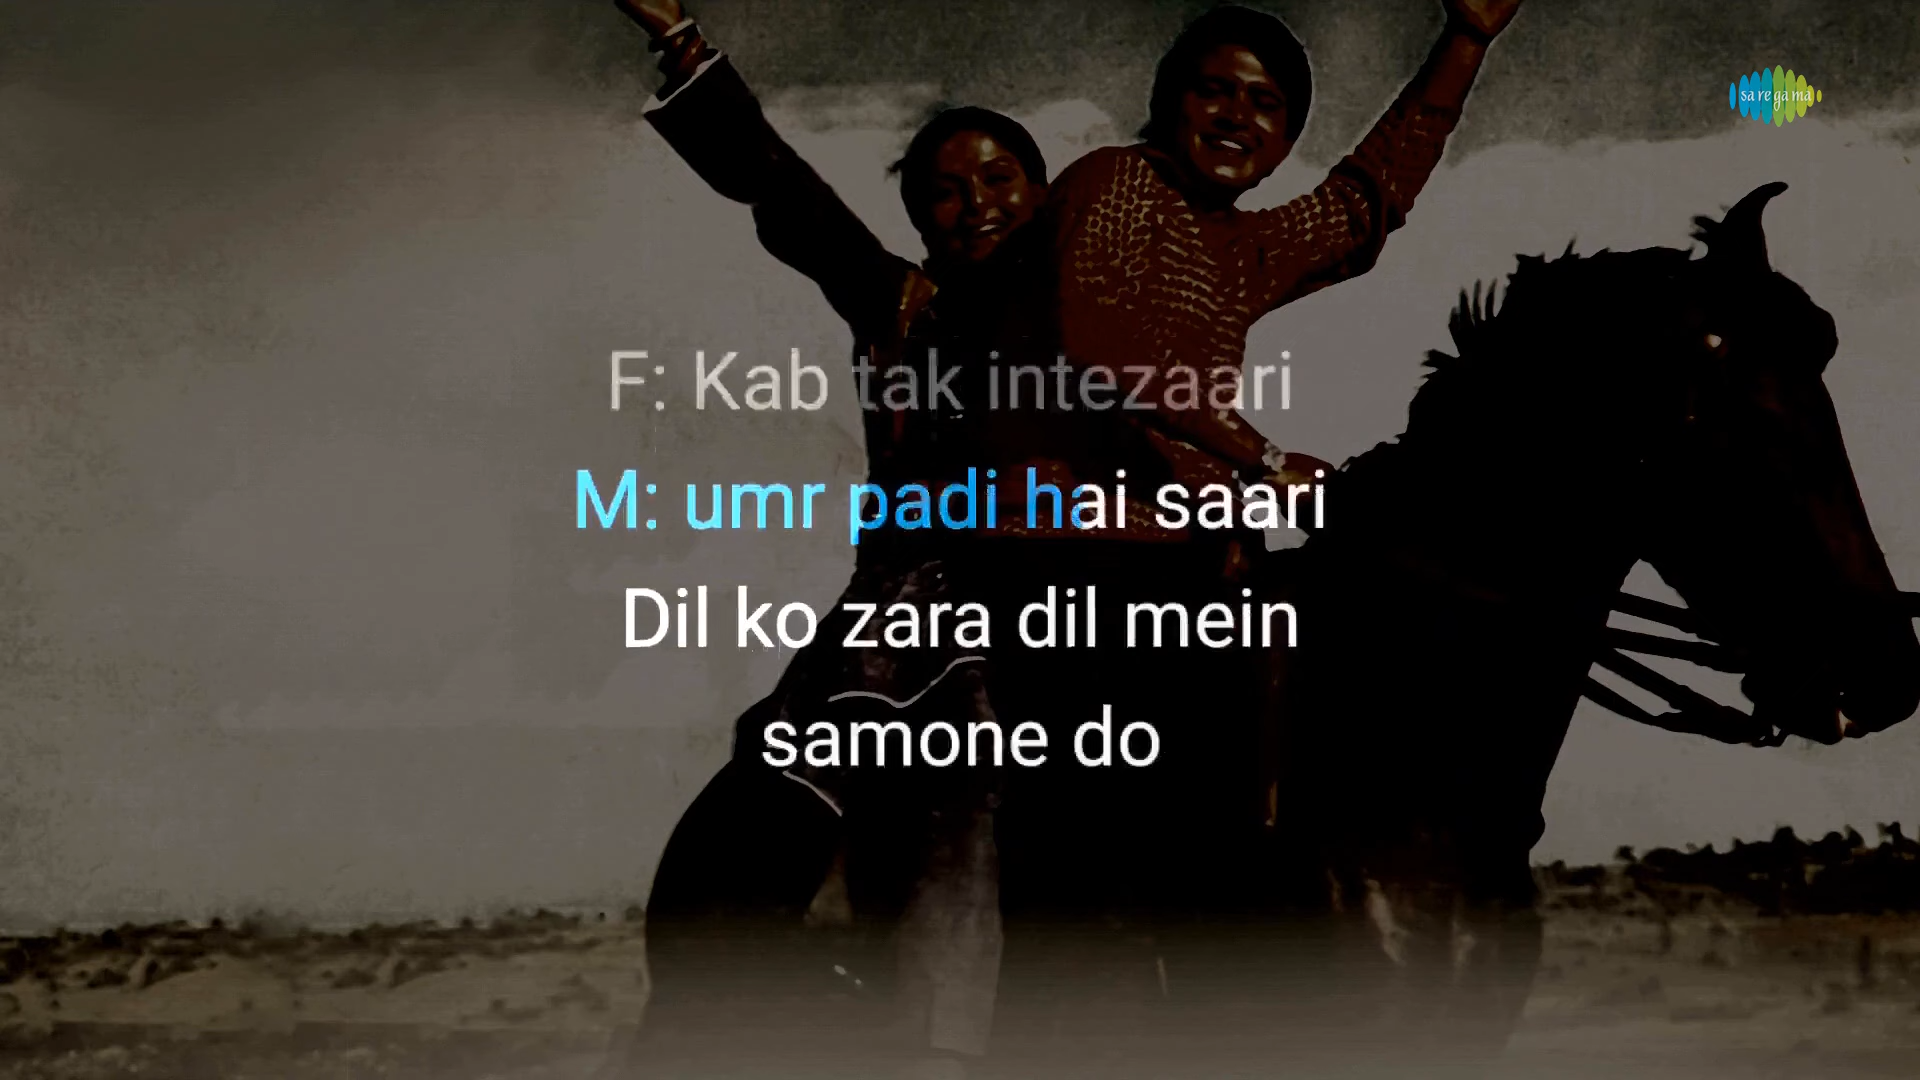 sa re ga ma
F: Kab tak intezaari
M: umr padi hai saari
Dil ko zara dil mein
samone do